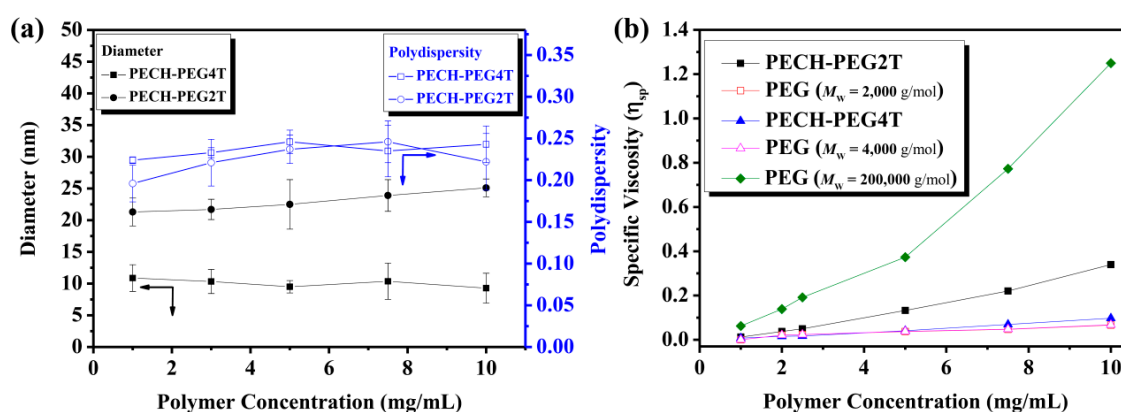 (a)
Diameter (nm)
50
45
40
35
30
25
20
15
10
5
0
Diameter
PECH-PEG4T
PECH-PEG2T
Polydispersity
PECH-PEG4T
PECH-PEG2T
0.35
0.30
0.25
0.20
0.15
0.10
0.05
0.00
Polydispersity
0 2 4 6 8 10
Polymer Concentration (mg/mL)
(b)
Specific Viscosity (ηsp)
1.4
1.2
1.0
0.8
0.6
0.4
0.2
0.0
PECH-PEG2T
PEG (Mw = 2,000 g/mol)
PECH-PEG4T
PEG (Mw = 4,000 g/mol)
PEG (Mw = 200,000 g/mol)
0 2 4 6 8 10
Polymer Concentration (mg/mL)